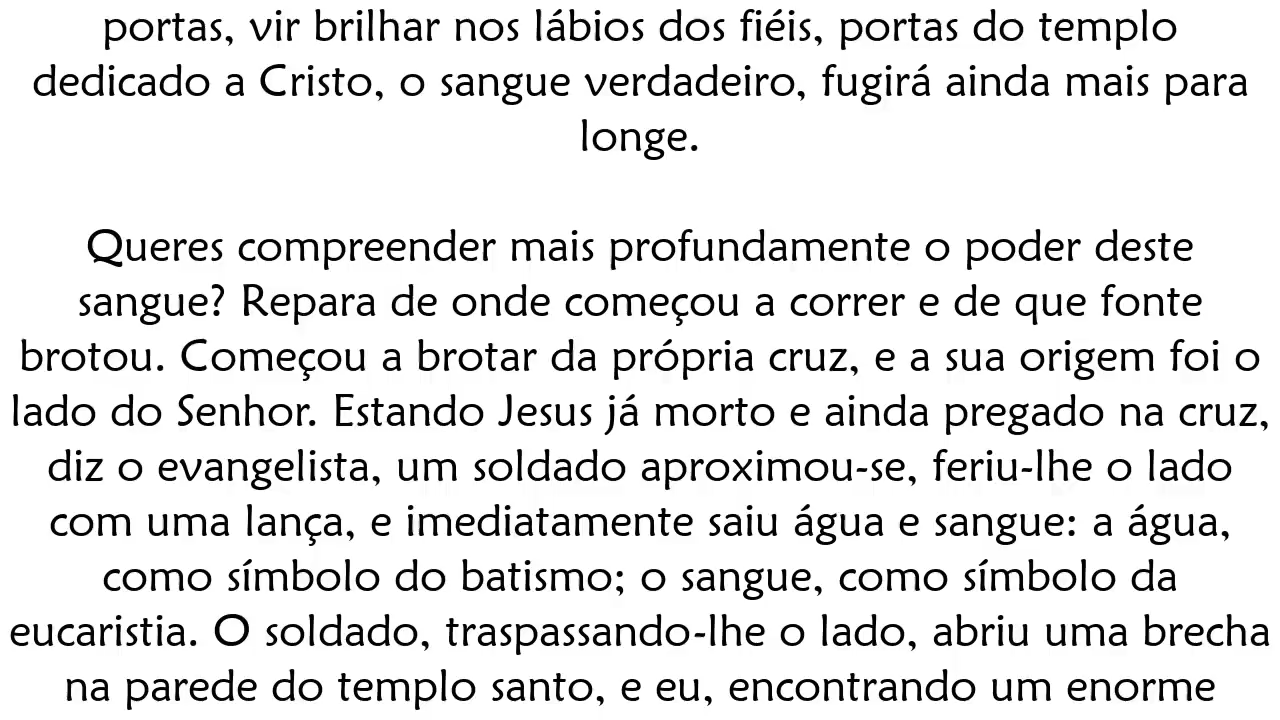 portas, vir brilhar nos lábios dos fiéis, portas do templo
dedicado a Cristo, o sangue verdadeiro, fugirá ainda mais para
longe.
Queres compreender mais profundamente o poder deste
sangue? Repara de onde começou a correr e de que fonte
brotou. Começou a brotar da própria cruz, e a sua origem foi o
lado do Senhor. Estando Jesus já morto e ainda pregado na cruz,
diz o evangelista, um soldado aproximou-se, feriu-lhe o lado
com uma lança, e imediatamente saiu água e sangue: a água,
como símbolo do batismo; o sangue, como símbolo da
eucaristia. O soldado, traspassando-lhe o lado, abriu uma brecha
na parede do templo santo, e eu, encontrando um enorme